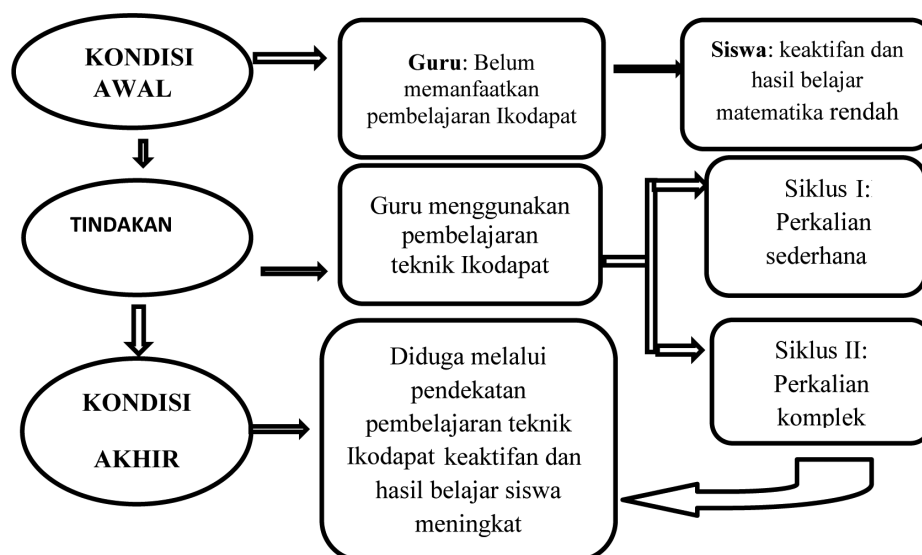 KONDISI
AWAL
Guru: Belum
memanfaatkan
pembelajaran Ikodapat
Siswa: keaktifan dan
hasil belajar
matematika rendah
TINDAKAN
Guru menggunakan
pembelajaran
teknik Ikodapat
Siklus I:
Perkalian
sederhana
Siklus II:
Perkalian
komplek
KONDISI
AKHIR
Diduga melalui
pendekatan
pembelajaran teknik
Ikodapat keaktifan dan
hasil belajar siswa
meningkat